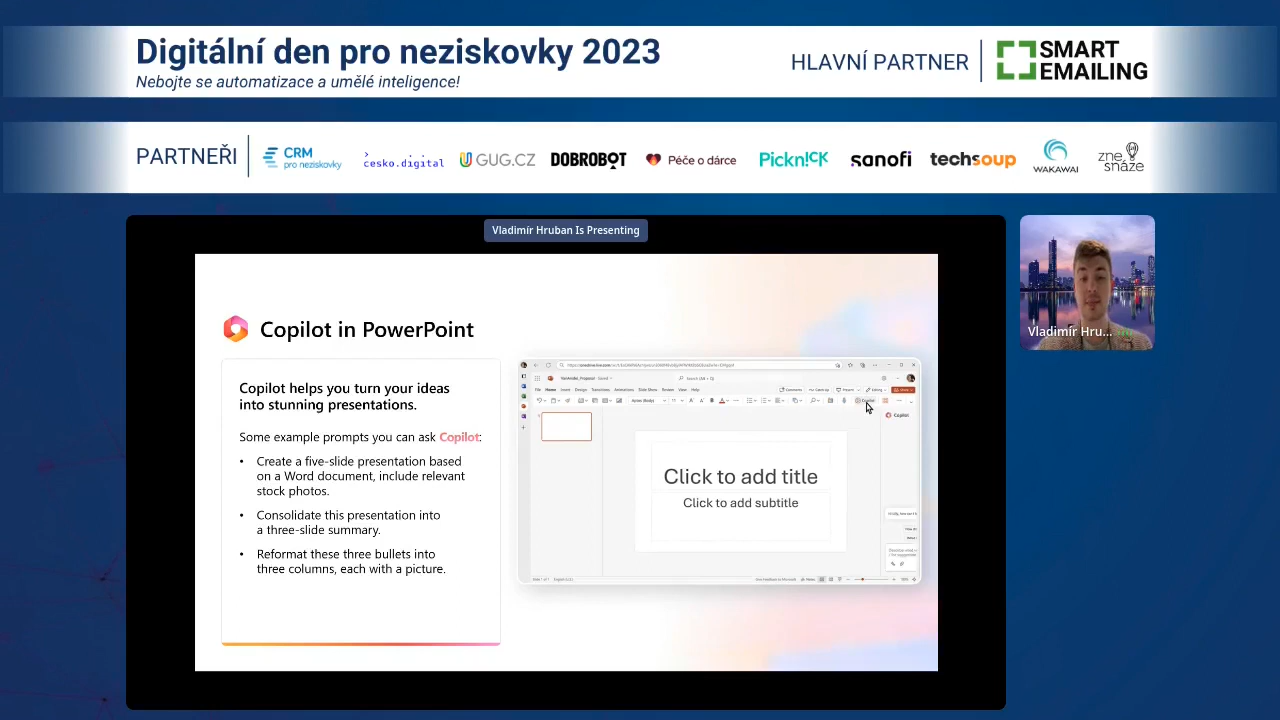 Digitální den pro neziskovky 2023
Nebojte se automatizace a umělé inteligence!
HLAVNÍ PARTNER
SMART
EMAILING
PARTNEŘI
CRM
pro neziskovky
cesko.digital
GUG.CZ
DOBROBOT
Péče o dárce
Pickn!CK
sanofi
techsoup
WAKAWAI
zne
snáze
Vladimír Hruban Is Presenting
Vladimír Hru...
Copilot in PowerPoint
Copilot helps you turn your ideas
into stunning presentations.
Some example prompts you can ask Copilot:
• Create a five-slide presentation based
on a Word document, include relevant
stock photos.
• Consolidate this presentation into
a three-slide summary.
• Reformat these three bullets into
three columns, each with a picture.
Copilot
Click to add title
Click to add subtitle